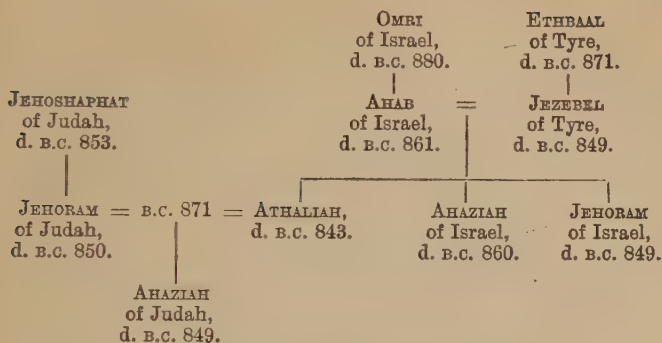 OMRI
of Israel,
d. B.C. 880.
ETHBAAL
of Tyre,
d. B.C. 871.
JEHOSHAPHAT
of Judah,
d. B.C. 853.
AHAB
of Israel,
d. B.C. 861.
=
JEZEBEL
of Tyre,
d. B.C. 849.
JEHORAM
of Judah,
d. B.C. 850.
= B.C. 871 =
ATHALIAH,
d. B.C. 843.
AHAZIAH
of Israel,
d. B.C. 860.
JEHORAM
of Israel,
d. B.C. 849.
AHAZIAH
of Judah,
d. B.C. 849.